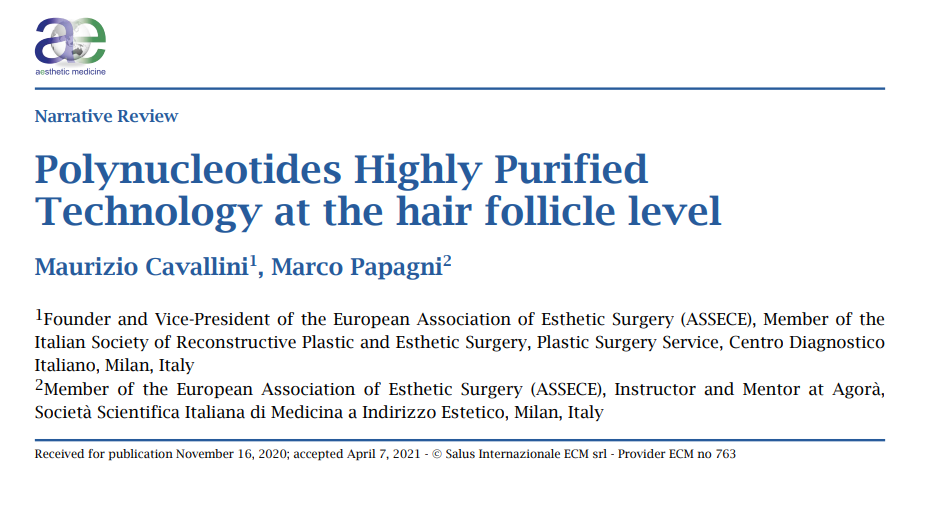 ae
aesthetic medicine
Narrative Review
Polynucleotides Highly Purified
Technology at the hair follicle level
Maurizio Cavallini¹, Marco Papagni²
¹Founder and Vice-President of the European Association of Esthetic Surgery (ASSECE), Member of the
Italian Society of Reconstructive Plastic and Esthetic Surgery, Plastic Surgery Service, Centro Diagnostico
Italiano, Milan, Italy
²Member of the European Association of Esthetic Surgery (ASSECE), Instructor and Mentor at Agorà,
Società Scientifica Italiana di Medicina a Indirizzo Estetico, Milan, Italy
Received for publication November 16, 2020; accepted April 7, 2021 - © Salus Internazionale ECM srl - Provider ECM no 763